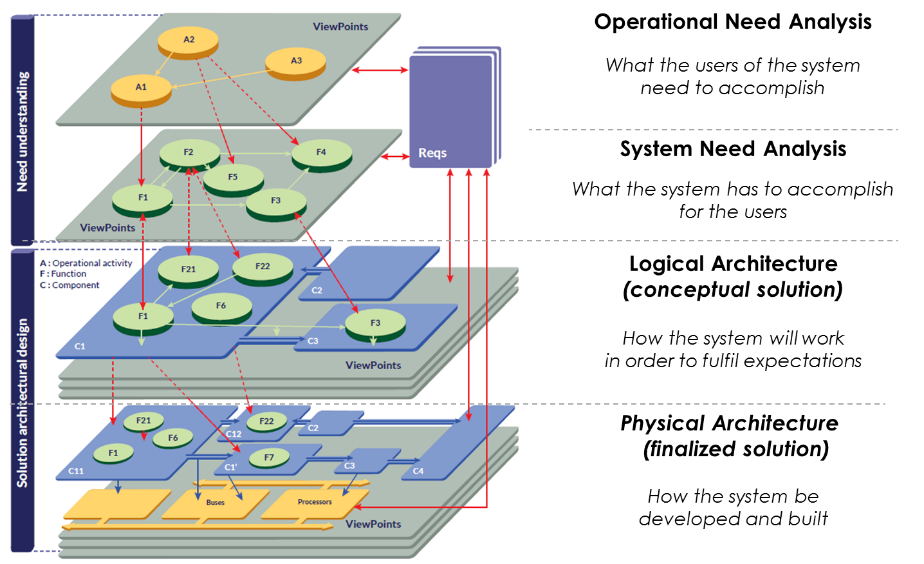 Need understanding
ViewPoints
A2
A3
A1
Reqs
F2
F4
F5
F1
F3
ViewPoints
Operational Need Analysis
What the users of the system
need to accomplish
System Need Analysis
What the system has to accomplish
for the users
Solution architectural design
A : Operational activity
F : Function
C : Component
F21
F22
F6
F1
F3
C2
C1
C3
ViewPoints
Logical Architecture
(conceptual solution)
How the system will work
in order to fulfil expectations
F21
F22
F6
F1
F7
C12
C2
C11
C1'
C3
C4
Buses
Processors
ViewPoints
Physical Architecture
(finalized solution)
How the system be
developed and built